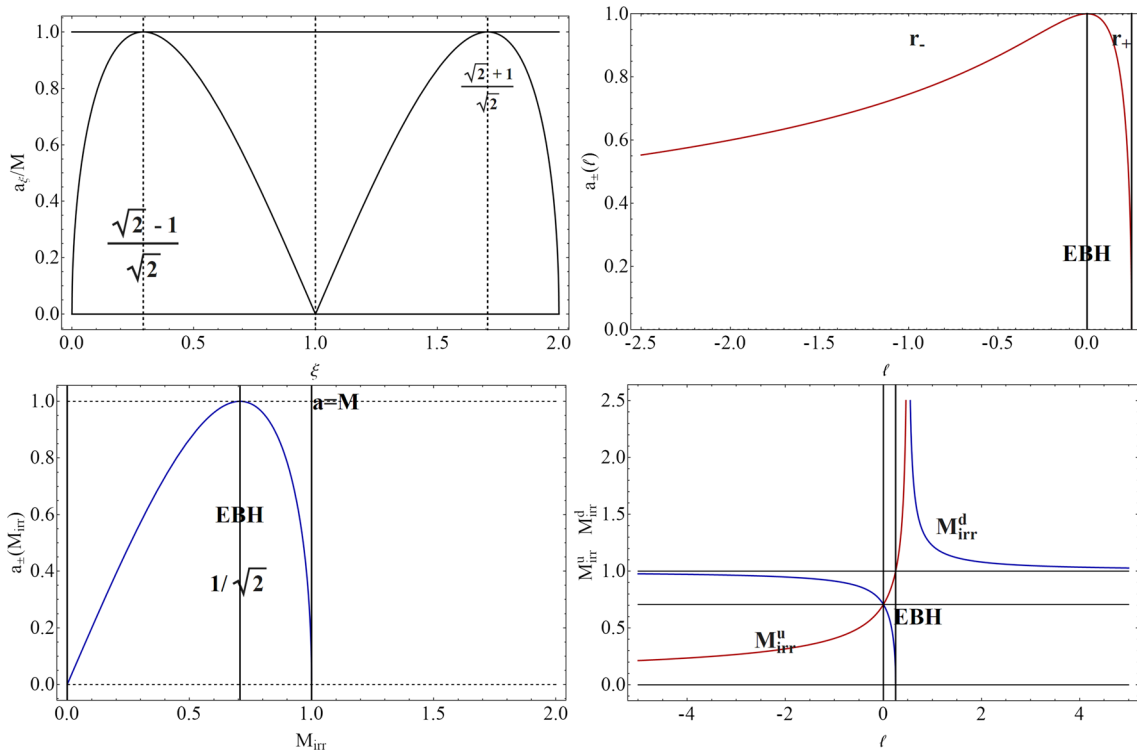 1.0
0.8
0.6
0.4
0.2
0.0
a_ξ/M
√2 + 1
√2
√2 - 1
√2
0.0 0.5 1.0 1.5 2.0
ξ
1.0
0.8
0.6
0.4
0.2
0.0
a±(ℓ)
r₋ r₊
EBH
-2.5 -2.0 -1.5 -1.0 -0.5 0.0
ℓ
1.0
0.8
0.6
0.4
0.2
0.0
a±(M_irr)
a=M
EBH
1/√2
0.0 0.5 1.0 1.5 2.0
M_irr
2.5
2.0
1.5
1.0
0.5
0.0
M^u_irr M^d_irr
M^d_irr
EBH
M^u_irr
-4 -2 0 2 4
ℓ